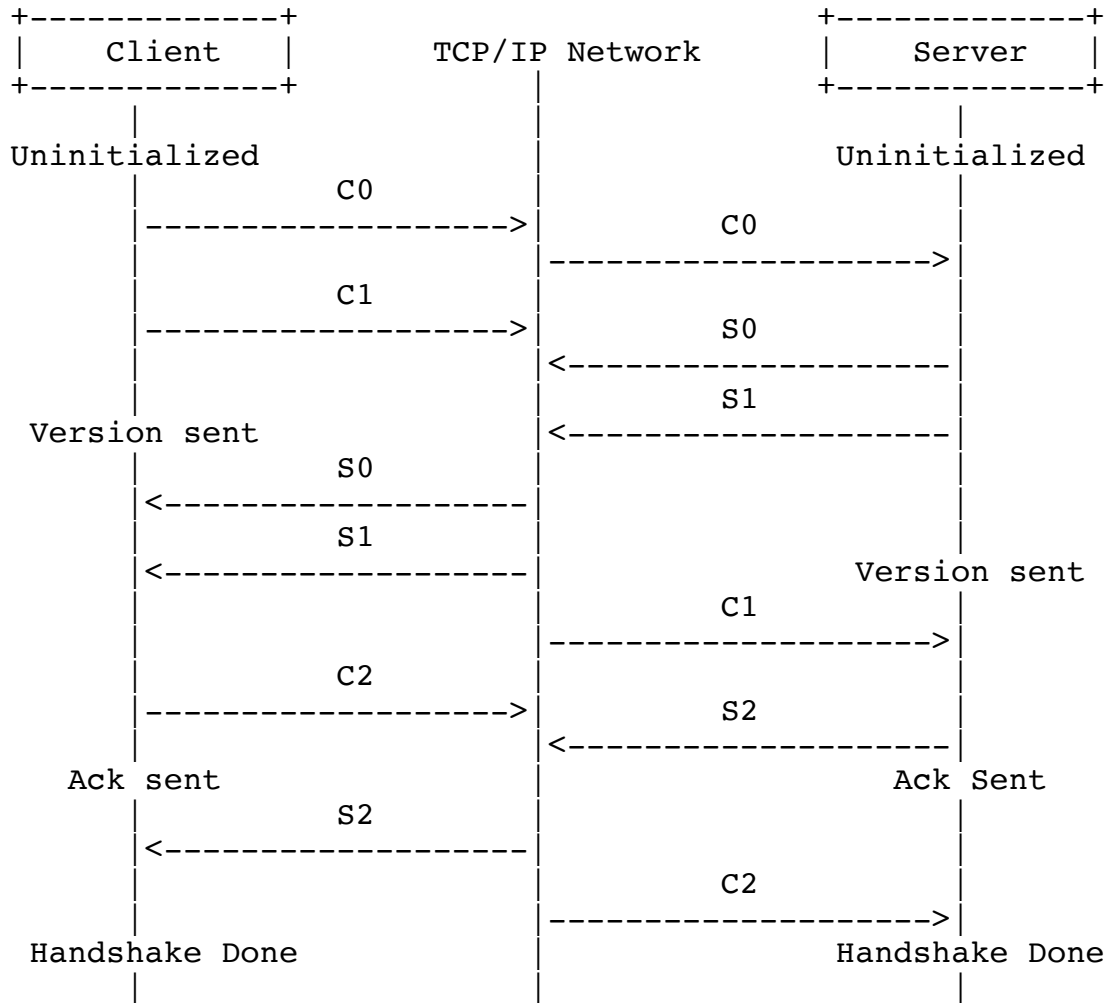 +-------------+                            +-------------+
|    Client   |       TCP/IP Network       |    Server   |
+-------------+             |              +-------------+
      |                     |                     |
Uninitialized               |               Uninitialized
      |          C0         |                     |
      |------------------->|         C0          |
      |                     |-------------------->|
      |          C1         |                     |
      |------------------->|         S0          |
      |                     |<--------------------|
      |                     |         S1          |
 Version sent               |<--------------------|
      |          S0         |                     |
      |<-------------------|                     |
      |          S1         |                     |
      |<-------------------|                Version sent
      |                     |         C1          |
      |                     |-------------------->|
      |          C2         |                     |
      |------------------->|         S2          |
      |                     |<--------------------|
   Ack sent                 |                  Ack Sent
      |          S2         |                     |
      |<-------------------|                     |
      |                     |         C2          |
      |                     |-------------------->|
 Handshake Done             |               Handshake Done
      |                     |                     |